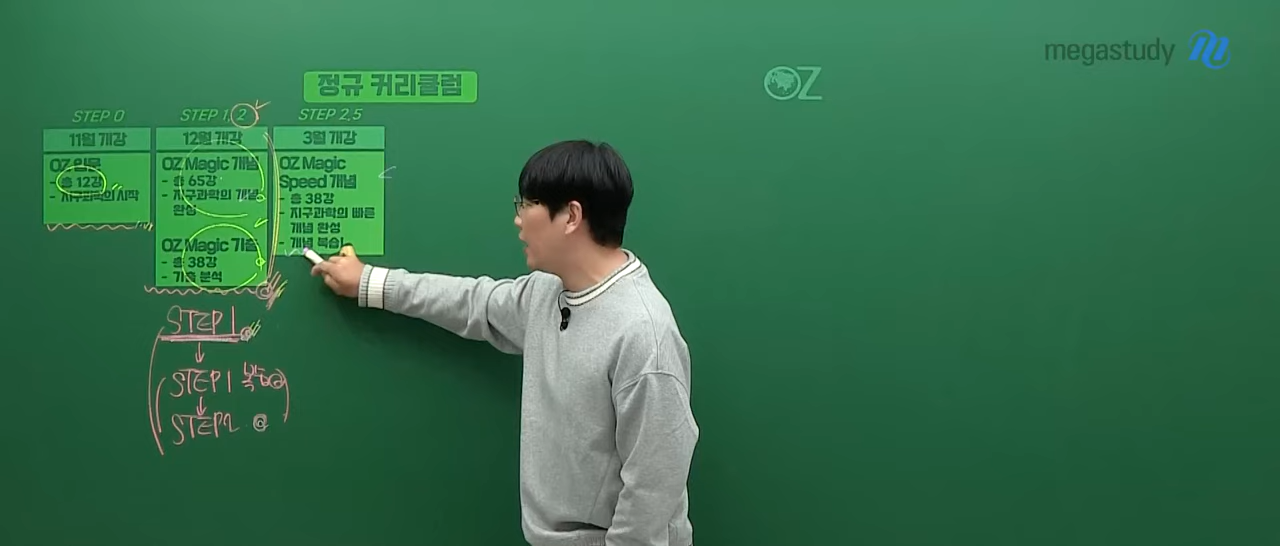 megastudy
OZ
정규 커리큘럼
STEP 0
11월 개강
OZ 입문
- 총 12강
- 지구과학의 시작
STEP 1, 2
12월 개강
OZ Magic 개념
- 총 65강
- 지구과학의 개념
완성
OZ Magic 기출
- 총 38강
- 기출 분석
STEP 2,5
3월 개강
OZ Magic
Speed 개념
- 총 38강
- 지구과학의 빠른
개념 완성
- 개념 복습!
STEP 1
STEP 1 복습
STEP 2